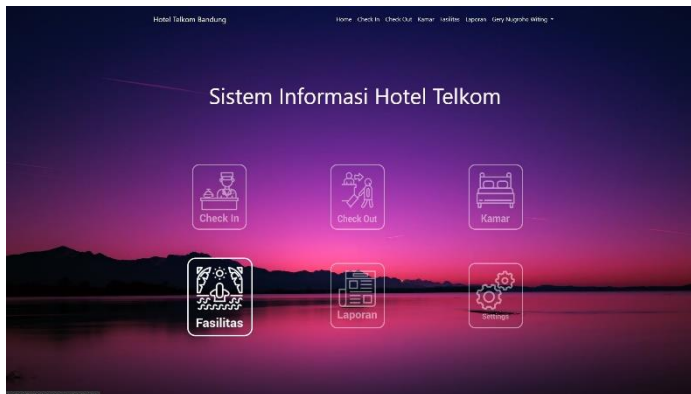 Hotel Telkom Bandung
Home Check In Check Out Kamar Fasilitas Laporan Gery Nugroho Witing
Sistem Informasi Hotel Telkom
Check In
Check Out
Kamar
Fasilitas
Laporan
Settings